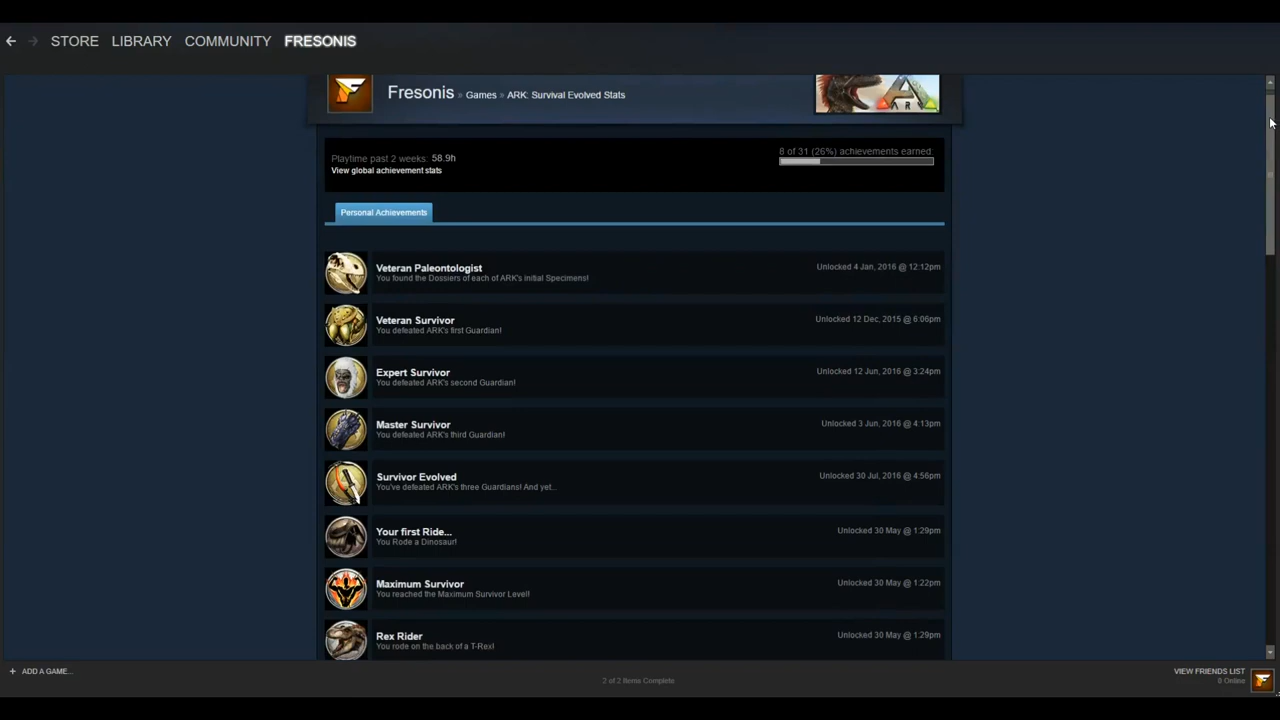 STORE LIBRARY COMMUNITY FRESONIS
Fresonis » Games » ARK: Survival Evolved Stats
ARK
Playtime past 2 weeks: 58.9h
View global achievement stats
8 of 31 (26%) achievements earned:
Personal Achievements
Veteran Paleontologist
You found the Dossiers of each of ARK's initial Specimens!
Unlocked 4 Jan, 2016 @ 12:12pm
Veteran Survivor
You defeated ARK's first Guardian!
Unlocked 12 Dec, 2015 @ 6:06pm
Expert Survivor
You defeated ARK's second Guardian!
Unlocked 12 Jun, 2016 @ 3:24pm
Master Survivor
You defeated ARK's third Guardian!
Unlocked 3 Jun, 2016 @ 4:13pm
Survivor Evolved
You've defeated ARK's three Guardians! And yet...
Unlocked 30 Jul, 2016 @ 4:56pm
Your first Ride...
You Rode a Dinosaur!
Unlocked 30 May @ 1:29pm
Maximum Survivor
You reached the Maximum Survivor Level!
Unlocked 30 May @ 1:22pm
Rex Rider
You rode on the back of a T-Rex!
Unlocked 30 May @ 1:29pm
+ ADD A GAME...
2 of 2 Items Complete
VIEW FRIENDS LIST
0 Online